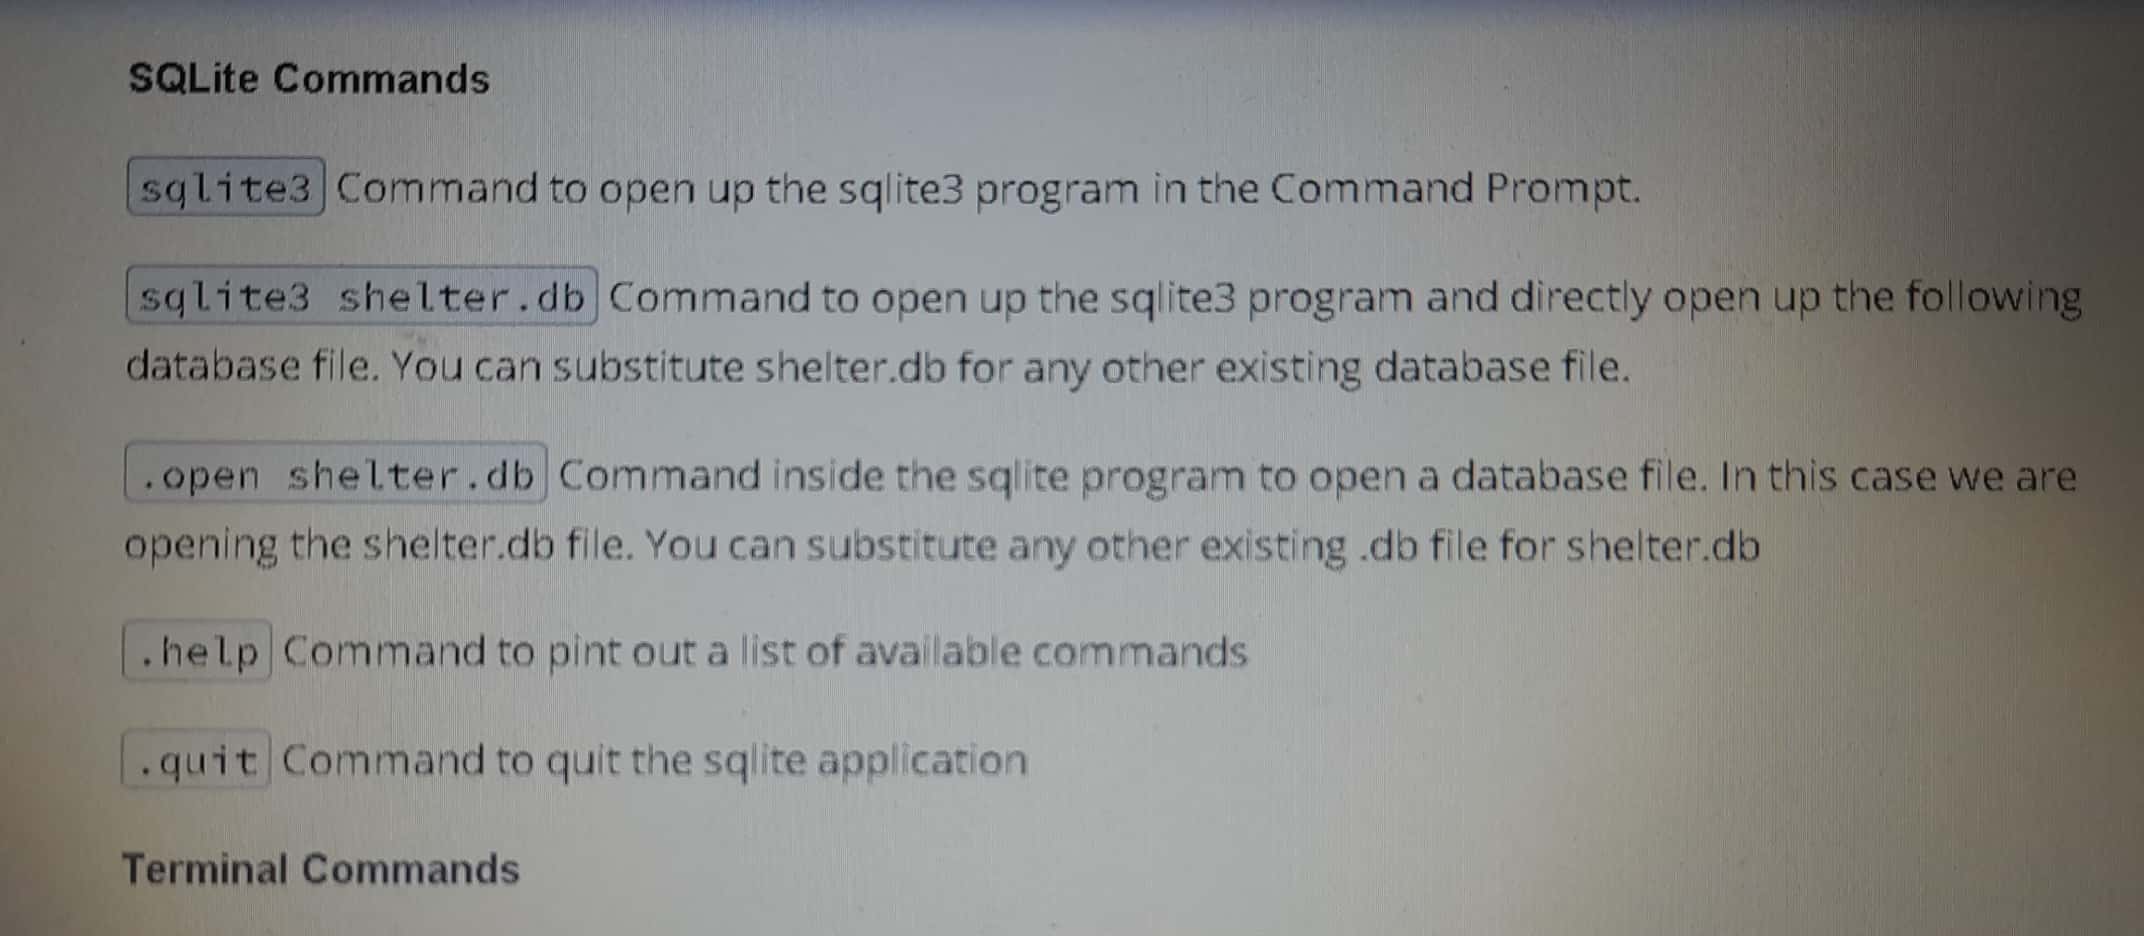 SQLite Commands
sqlite3 Command to open up the sqlite3 program in the Command Prompt.
sqlite3 shelter.db Command to open up the sqlite3 program and directly open up the following
database file. You can substitute shelter.db for any other existing database file.
.open shelter.db Command inside the sqlite program to open a database file. In this case we are
opening the shelter.db file. You can substitute any other existing .db file for shelter.db
.help Command to pint out a list of available commands
.quit Command to quit the sqlite application
Terminal Commands